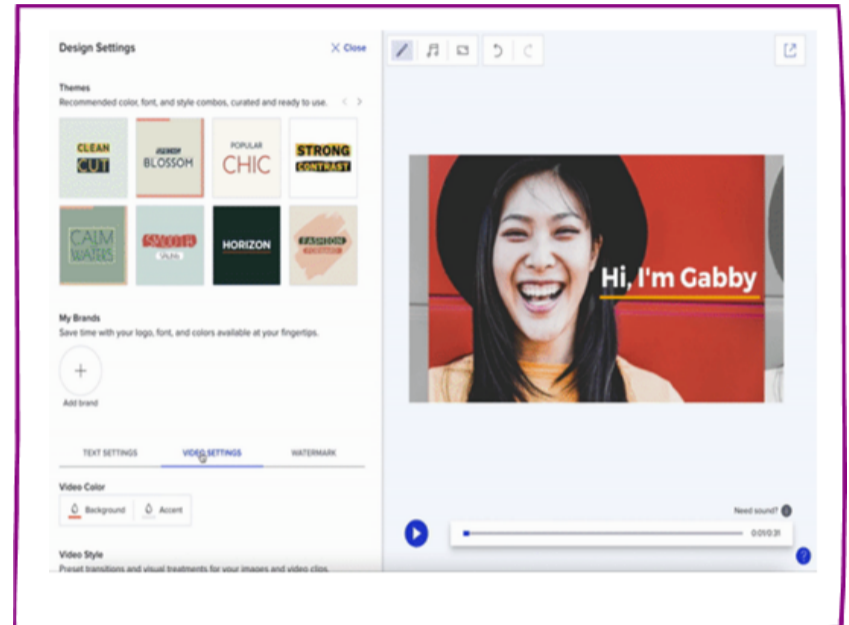 Design Settings
Close
Themes
Recommended color, font, and style combos, curated and ready to use.
CLEAN
CUT
BLOSSOM
POPULAR
CHIC
STRONG
CONTRAST
CALM
WATERS
SMOOTH
HORIZON
FASHION
FORWARD
My Brands
Save time with your logo, font, and colors available at your fingertips.
Add brand
TEXT SETTINGS
VIDEO SETTINGS
WATERMARK
Video Color
Background
Accent
Video Style
Preset transitions and visual treatments for your images and video clips.
Hi, I'm Gabby
Need sound?
0:01/0:31